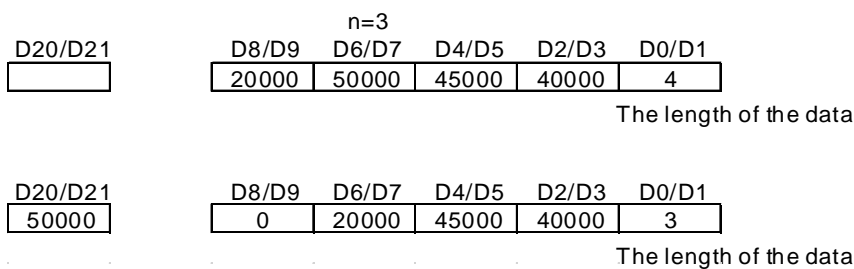 n=3
D20/D21 D8/D9 D6/D7 D4/D5 D2/D3 D0/D1
20000 50000 45000 40000 4
The length of the data
D20/D21 D8/D9 D6/D7 D4/D5 D2/D3 D0/D1
50000 0 20000 45000 40000 3
The length of the data